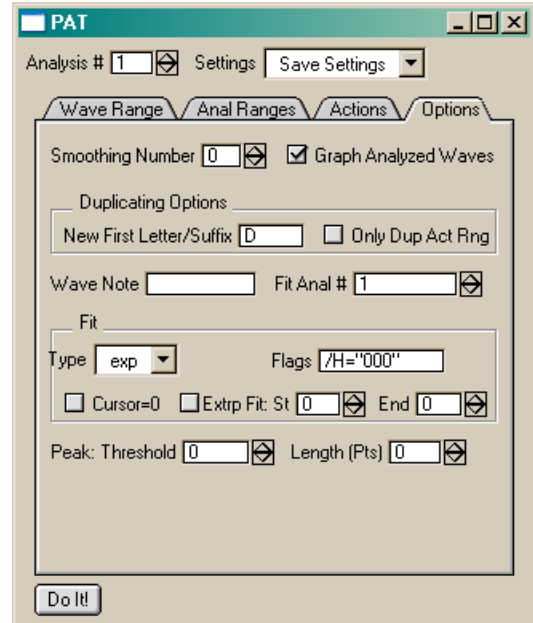 PAT
Analysis # 1 Settings Save Settings
Wave Range Anal Ranges Actions Options
Smoothing Number 0 Graph Analyzed Waves
Duplicating Options
New First Letter/Suffix D Only Dup Act Rng
Wave Note Fit Anal # 1
Fit
Type exp Flags /H="000"
Cursor=0 Extrp Fit: St 0 End 0
Peak: Threshold 0 Length (Pts) 0
Do It!